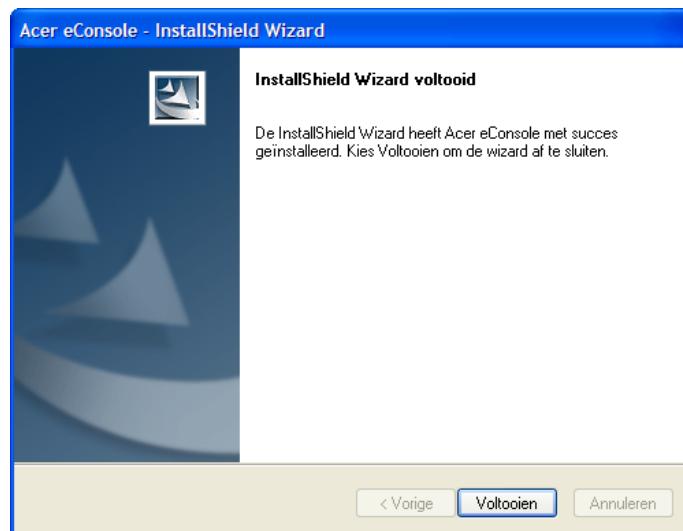 Acer eConsole - InstallShield Wizard
InstallShield Wizard voltooid
De InstallShield Wizard heeft Acer eConsole met succes
geïnstalleerd. Kies Voltooien om de wizard af te sluiten.
< Vorige Voltooien Annuleren